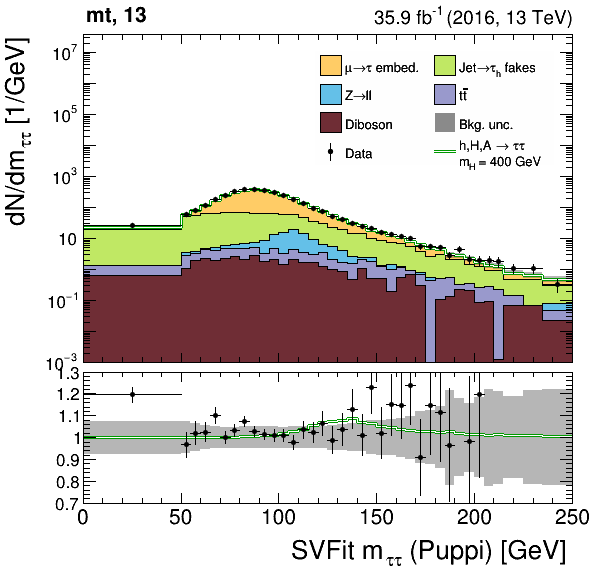 mt, 13
35.9 fb⁻¹ (2016, 13 TeV)
dN/dmττ [1/GeV]
10⁷
10⁵
10³
10
10⁻¹
10⁻³
μ→τ embed.
Jet→τh fakes
Z→ll
tt̅
Diboson
Bkg. unc.
Data
h,H,A → ττ
mH = 400 GeV
1.3
1.2
1.1
1
0.9
0.8
0.7
0 50 100 150 200 250
SVFit mττ (Puppi) [GeV]